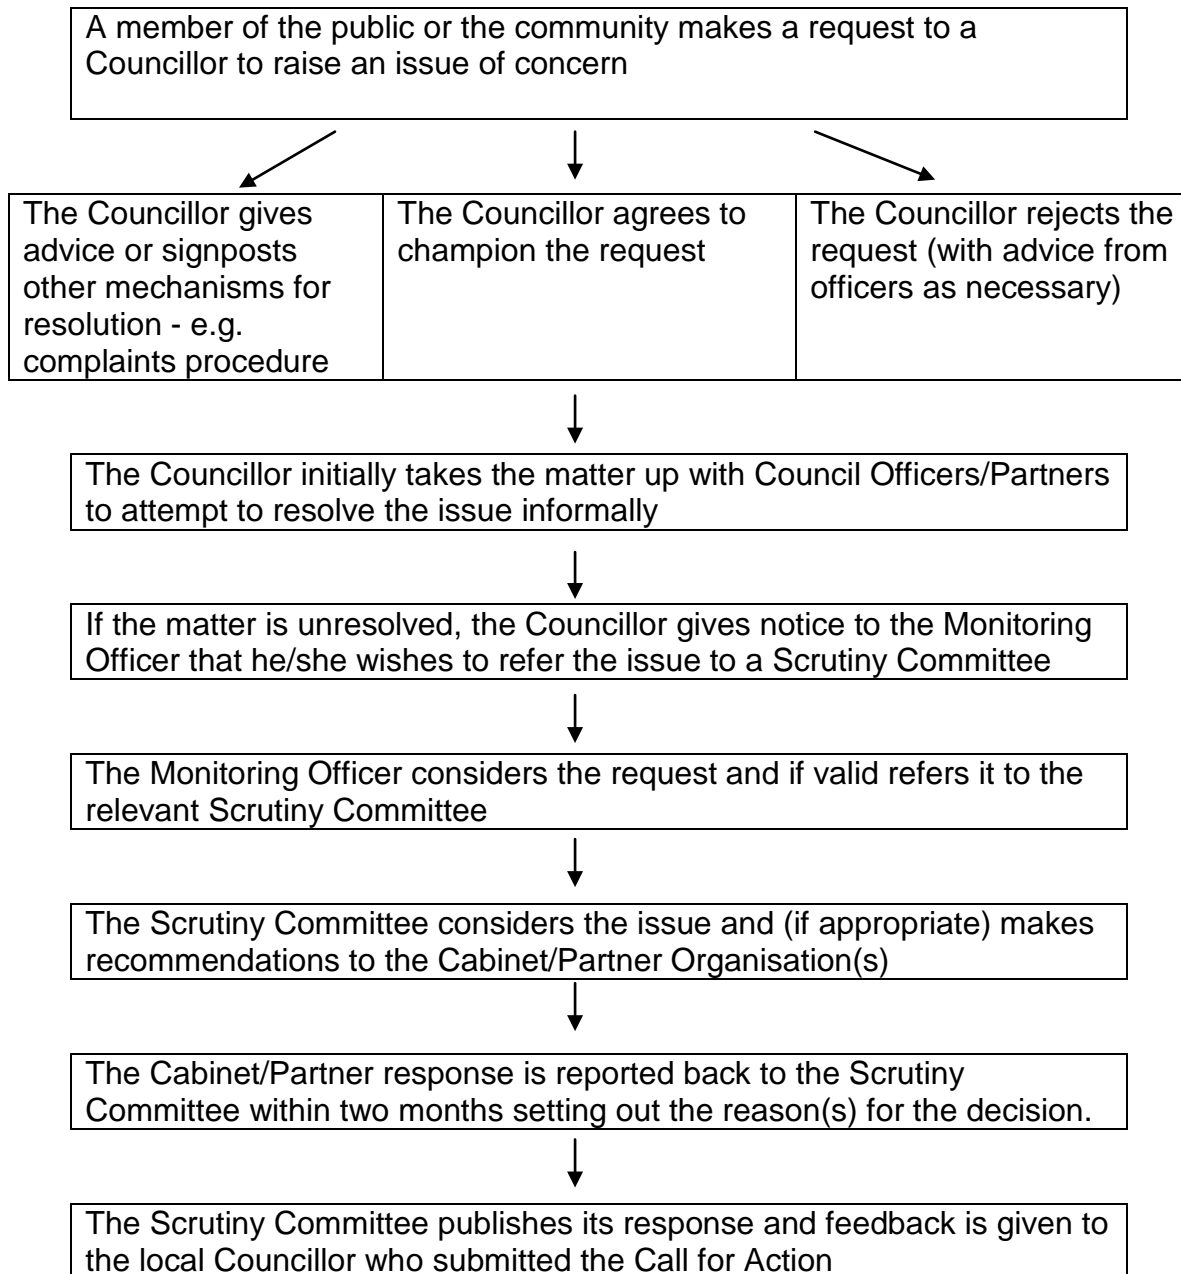 A member of the public or the community makes a request to a
Councillor to raise an issue of concern
The Councillor gives
advice or signposts
other mechanisms for
resolution - e.g.
complaints procedure
The Councillor agrees to
champion the request
The Councillor rejects the
request (with advice from
officers as necessary)
The Councillor initially takes the matter up with Council Officers/Partners
to attempt to resolve the issue informally
If the matter is unresolved, the Councillor gives notice to the Monitoring
Officer that he/she wishes to refer the issue to a Scrutiny Committee
The Monitoring Officer considers the request and if valid refers it to the
relevant Scrutiny Committee
The Scrutiny Committee considers the issue and (if appropriate) makes
recommendations to the Cabinet/Partner Organisation(s)
The Cabinet/Partner response is reported back to the Scrutiny
Committee within two months setting out the reason(s) for the decision.
The Scrutiny Committee publishes its response and feedback is given to
the local Councillor who submitted the Call for Action